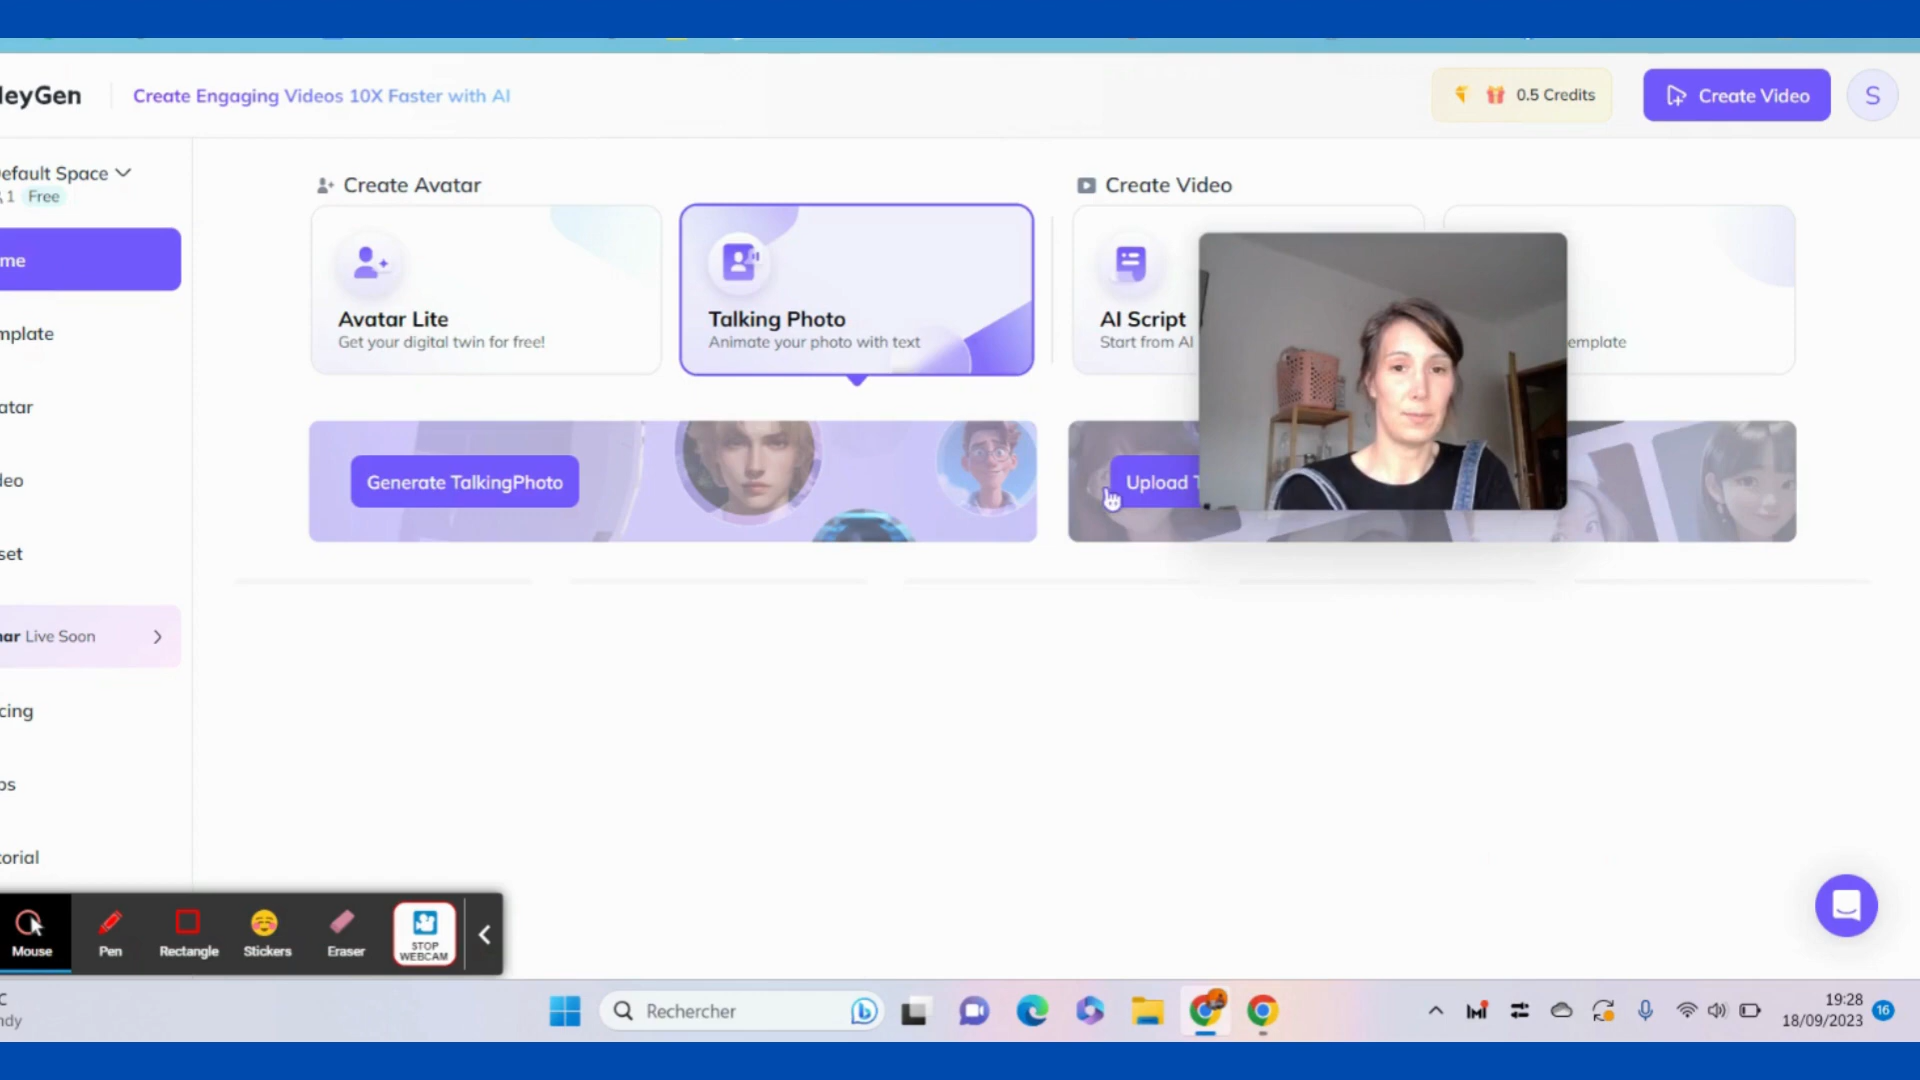 leyGen
Create Engaging Videos 10X Faster with AI
0.5 Credits
Create Video
S
efault Space
1 Free
me
mplate
atar
leo
set
nar Live Soon
cing
ps
orial
Create Avatar
Create Video
Avatar Lite
Get your digital twin for free!
Talking Photo
Animate your photo with text
AI Script
Start from AI
emplate
Generate TalkingPhoto
Upload T
Mouse
Pen
Rectangle
Stickers
Eraser
STOP
WEBCAM
C
ndy
Rechercher
19:28
18/09/2023
16